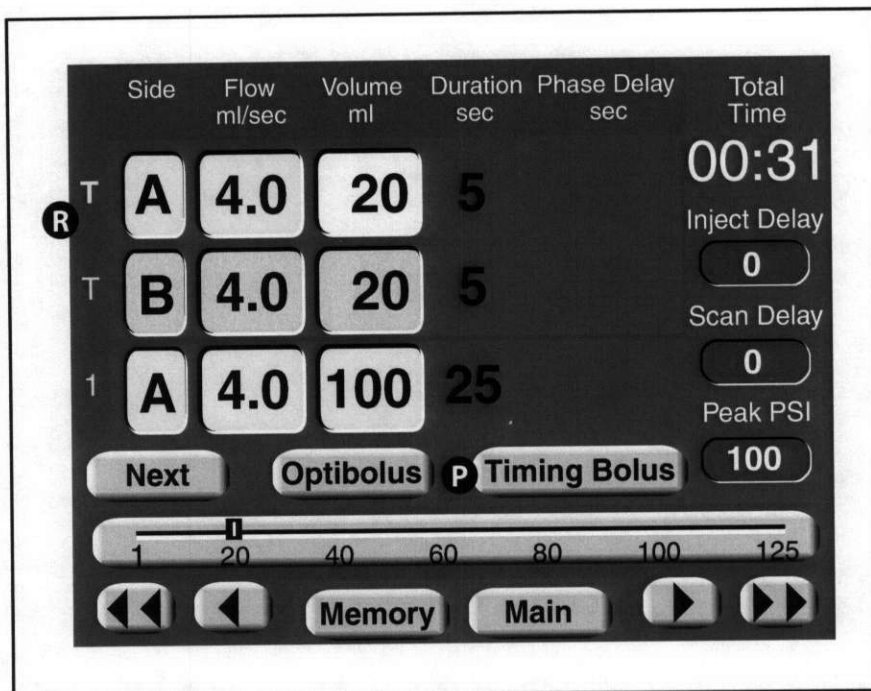 Side Flow ml/sec Volume ml Duration sec Phase Delay sec Total Time
00:31
T A 4.0 20 5
R
Inject Delay
0
T B 4.0 20 5
Scan Delay
0
1 A 4.0 100 25
Peak PSI
100
Next Optibolus P Timing Bolus
1 20 40 60 80 100 125
Memory Main